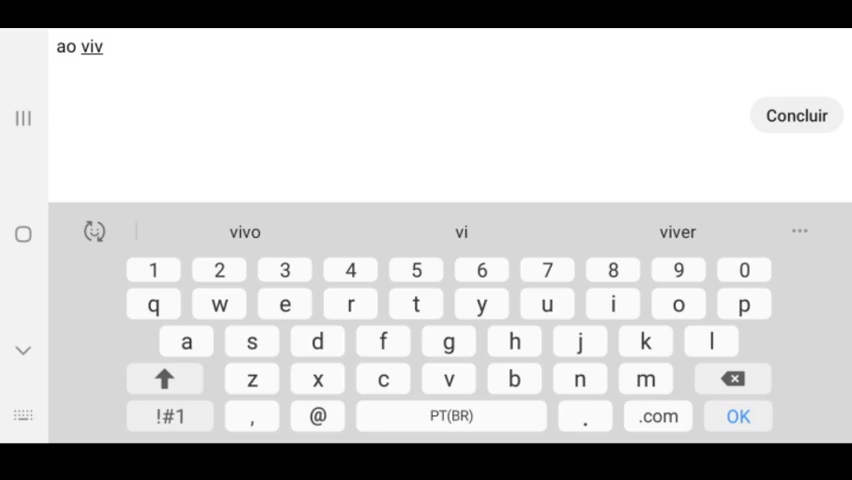 ao viv
Concluir
vivo vi viver
1 2 3 4 5 6 7 8 9 0
q w e r t y u i o p
a s d f g h j k l
z x c v b n m
!#1 , @ PT(BR) . .com OK